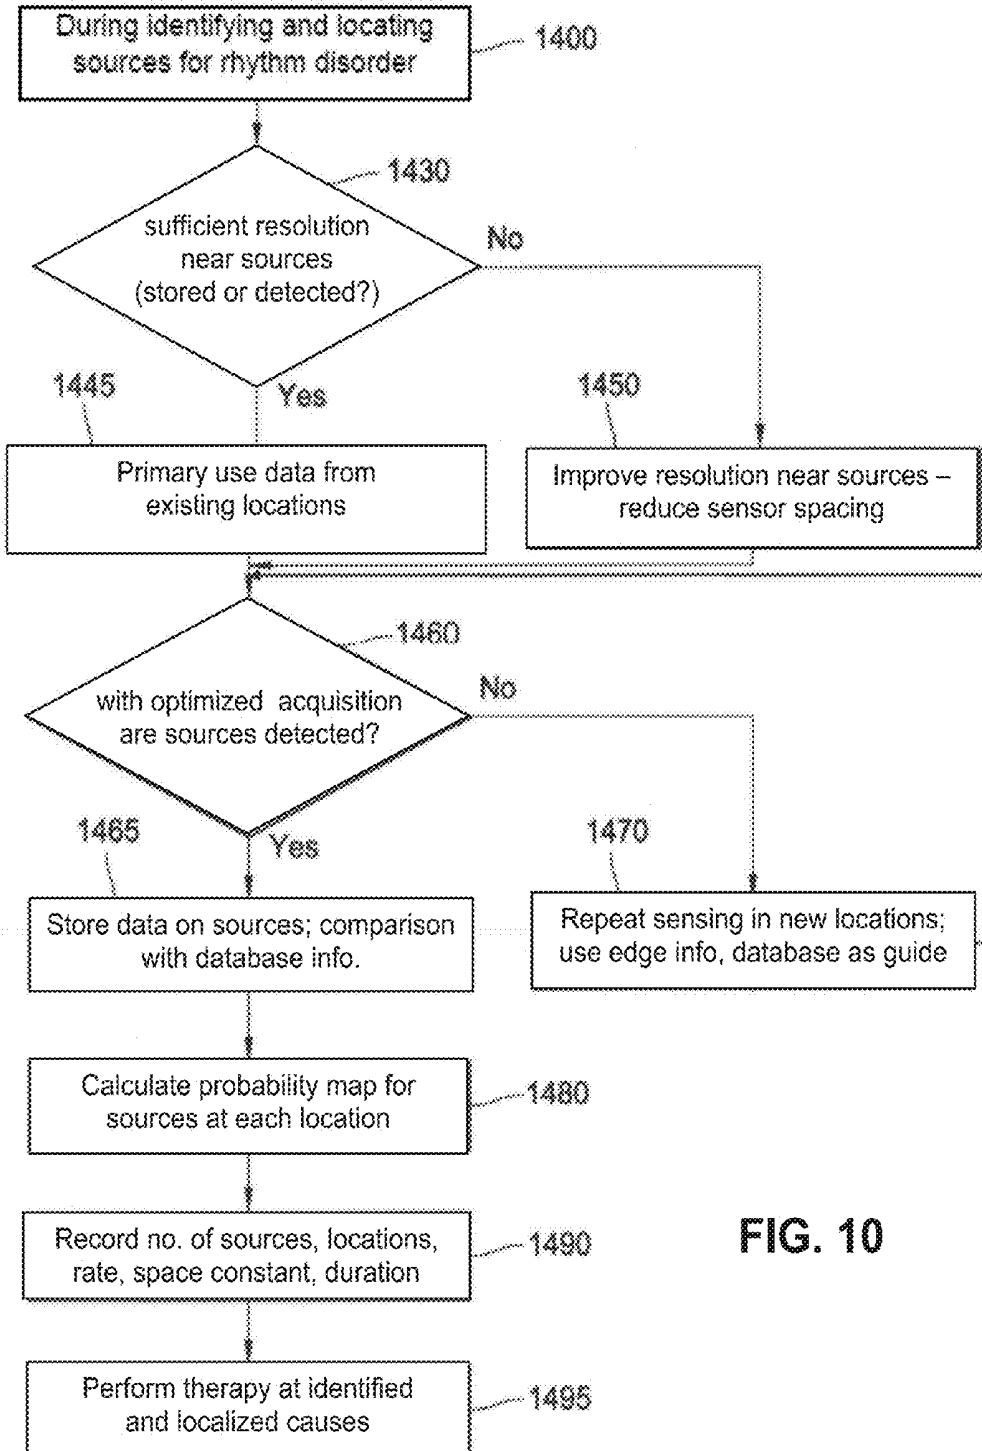 During identifying and locating
sources for rhythm disorder
1400
1430
sufficient resolution
near sources
(stored or detected?)
No
Yes
1445
Primary use data from
existing locations
1450
Improve resolution near sources –
reduce sensor spacing
1460
with optimized acquisition
are sources detected?
No
Yes
1465
Store data on sources; comparison
with database info.
1470
Repeat sensing in new locations;
use edge info, database as guide
Calculate probability map for
sources at each location
1480
Record no. of sources, locations,
rate, space constant, duration
1490
FIG. 10
Perform therapy at identified
and localized causes
1495